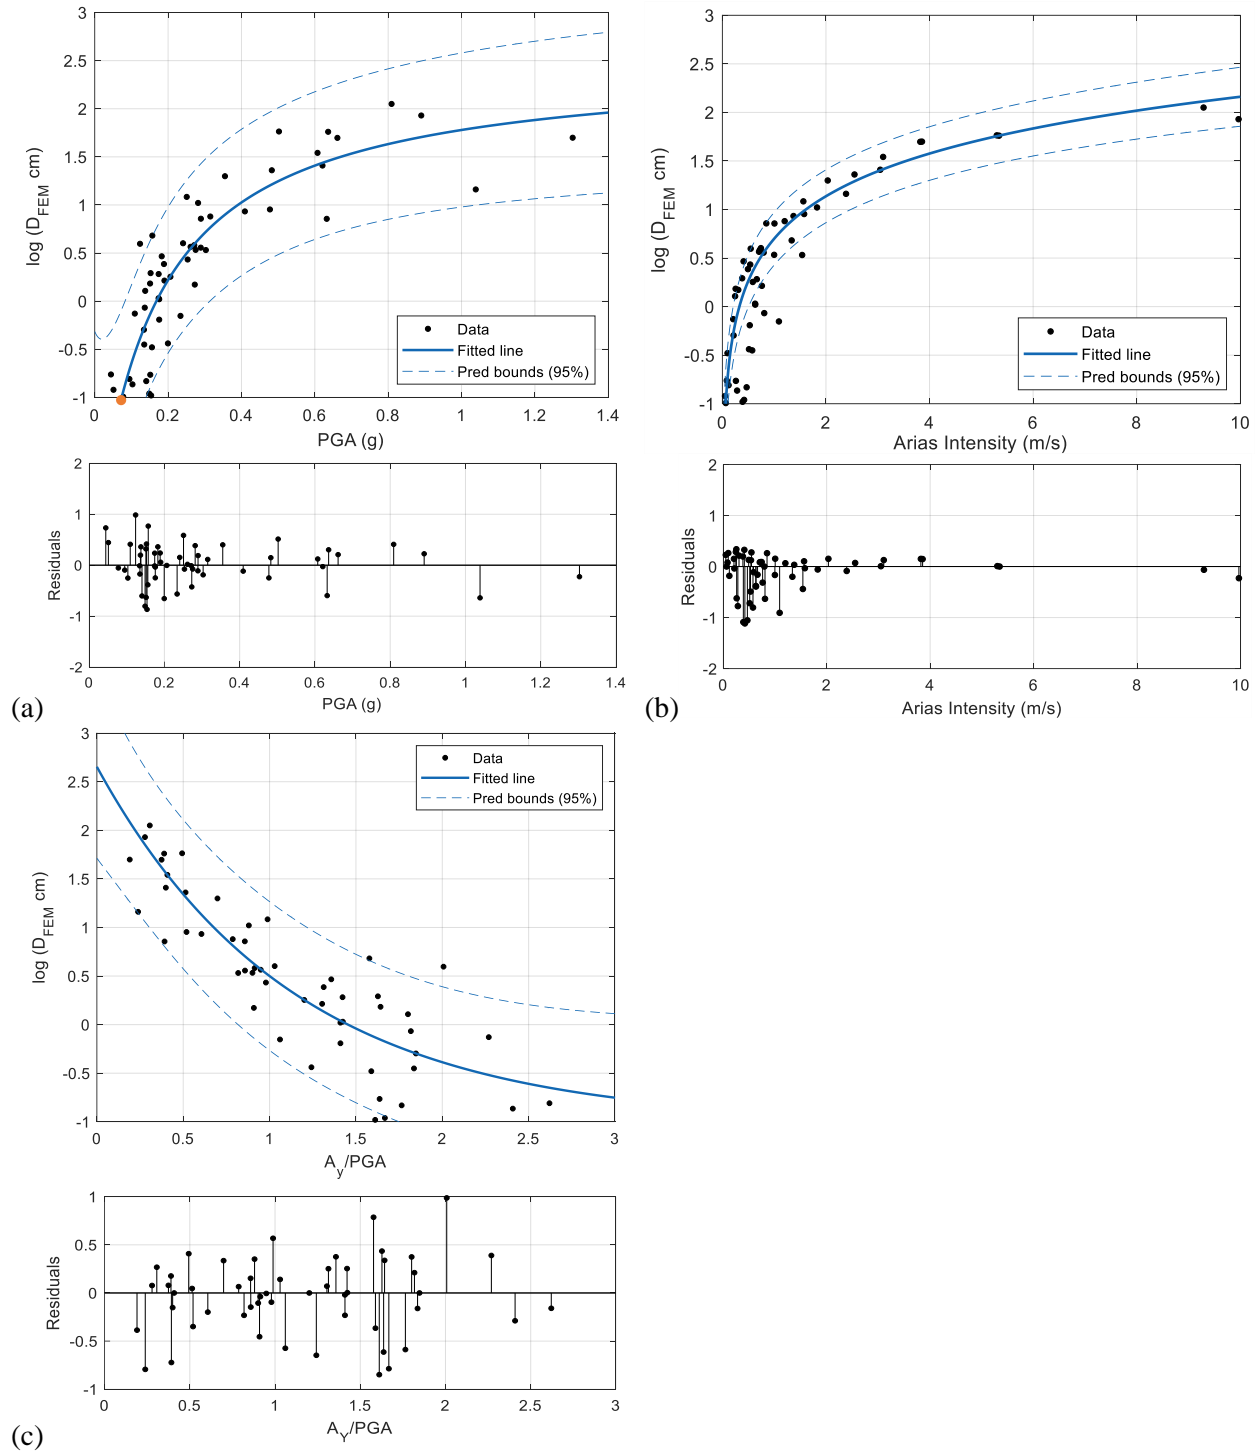 3
2.5
2
1.5
1
0.5
0
-0.5
-1
log (D_FEM cm)
Data
Fitted line
Pred bounds (95%)
0 0.2 0.4 0.6 0.8 1 1.2 1.4
PGA (g)
2
1
0
-1
-2
Residuals
0 0.2 0.4 0.6 0.8 1 1.2 1.4
PGA (g)
(a)
3
2.5
2
1.5
1
0.5
0
-0.5
-1
log (D_FEM cm)
Data
Fitted line
Pred bounds (95%)
0 2 4 6 8 10
Arias Intensity (m/s)
2
1
0
-1
-2
Residuals
0 2 4 6 8 10
Arias Intensity (m/s)
(b)
3
2.5
2
1.5
1
0.5
0
-0.5
-1
log (D_FEM cm)
Data
Fitted line
Pred bounds (95%)
0 0.5 1 1.5 2 2.5 3
A_y/PGA
1
0.5
0
-0.5
-1
Residuals
0 0.5 1 1.5 2 2.5 3
A_Y/PGA
(c)